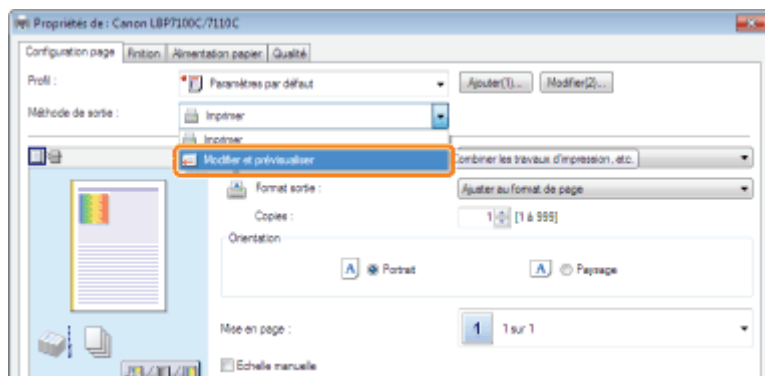 Propriétés de : Canon LBP7100C/7110C
Configuration page Finition Alimentation papier Qualité
Profil : Paramètres par défaut Ajouter(1)... Modifier(2)...
Méthode de sortie : Imprimer
Imprimer
Modifier et prévisualiser Combiner les travaux d'impression, etc.
Format sortie : Ajuster au format de page
Copies : 1 [1 à 999]
Orientation
A Portrait A Paysage
Mise en page : 1 1 sur 1
Echelle manuelle